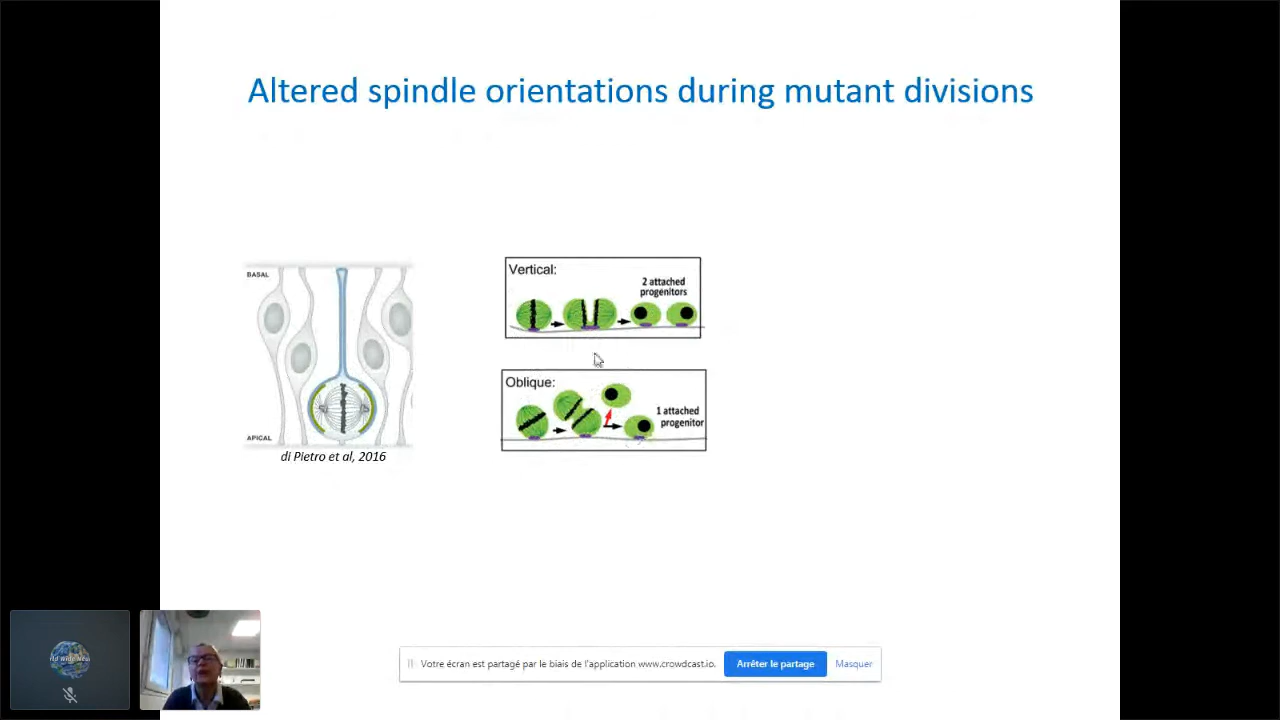 Altered spindle orientations during mutant divisions
BASAL
APICAL
di Pietro et al, 2016
Vertical:
2 attached
progenitors
Oblique:
1 attached
progenitor
Votre écran est partagé par le biais de l'application www.crowdcast.io.
Arrêter le partage
Masquer